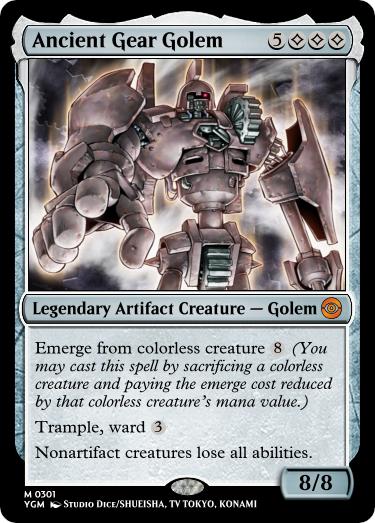 Ancient Gear Golem 5
Legendary Artifact Creature — Golem
Emerge from colorless creature 8 (You
may cast this spell by sacrificing a colorless
creature and paying the emerge cost reduced
by that colorless creature's mana value.)
Trample, ward 3
Nonartifact creatures lose all abilities.
8/8
M 0301
YGM Studio Dice/SHUEISHA, TV TOKYO, KONAMI